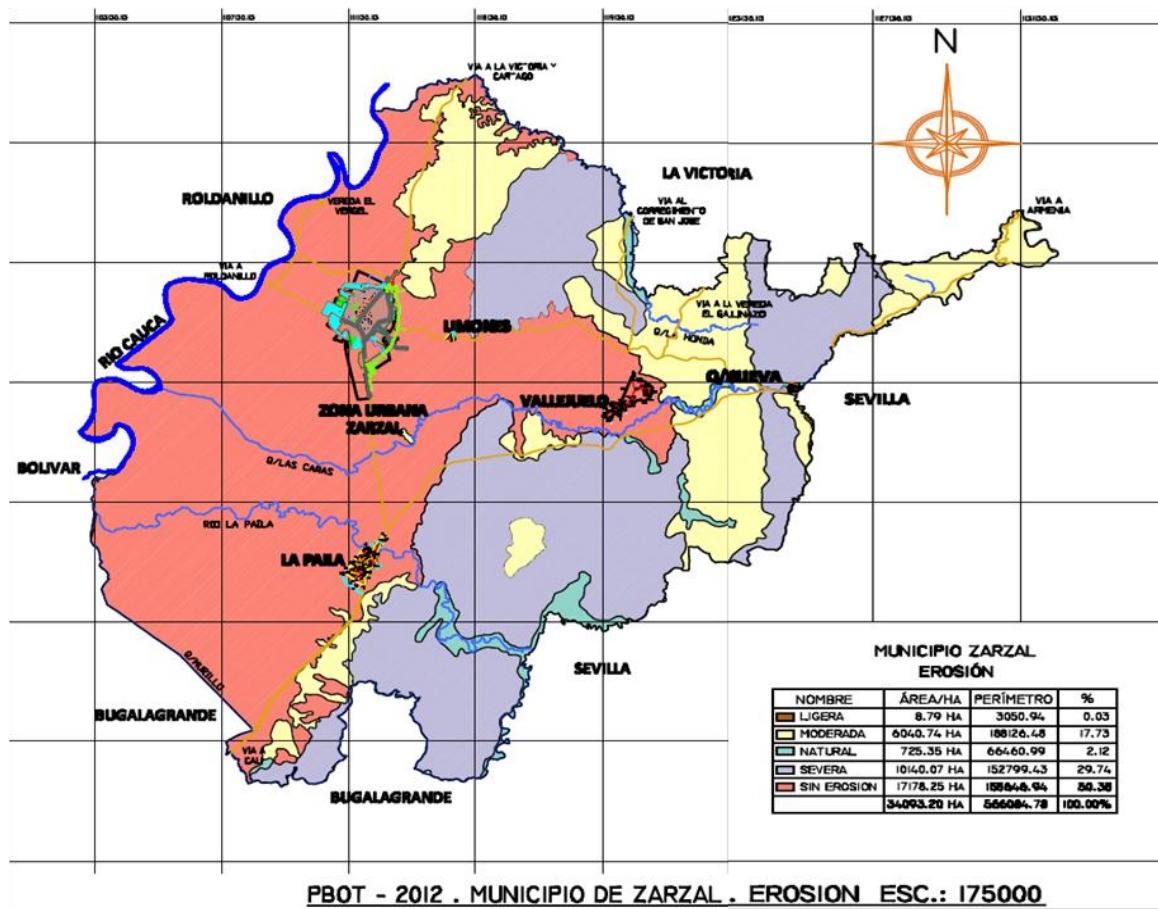 N
VIA A LA VICTORIA Y
CARTAGO
LA VICTORIA
ROLDANILLO
VEREDA EL
VERGEL
VIA AL
CORREGIMIENTO
DE SAN JOSE
VIA A
ARMENIA
VIA A
ROLDANILLO
RIO CAUCA
LIMONES
VIA A LA VEREDA
EL GALLINAZO
Q/LA HONDA
Q/NUEVA
VALLEJUELO
SEVILLA
ZONA URBANA
ZARZAL
BOLIVAR
Q/LAS CAÑAS
RIO LA PAILA
LA PAILA
SEVILLA
Q/MURILLO
BUGALAGRANDE
VIA A
CALI
BUGALAGRANDE
MUNICIPIO ZARZAL
EROSIÓN
NOMBRE ÁREA/HA PERÍMETRO %
LIGERA 8.79 HA 3050.94 0.03
MODERADA 6040.74 HA 188126.48 17.73
NATURAL 725.35 HA 66460.99 2.12
SEVERA 10140.07 HA 152799.43 29.74
SIN EROSION 17178.25 HA 50.38
34093.20 HA 566084.78 100.00%
PBOT - 2012 . MUNICIPIO DE ZARZAL . EROSION ESC.: 175000